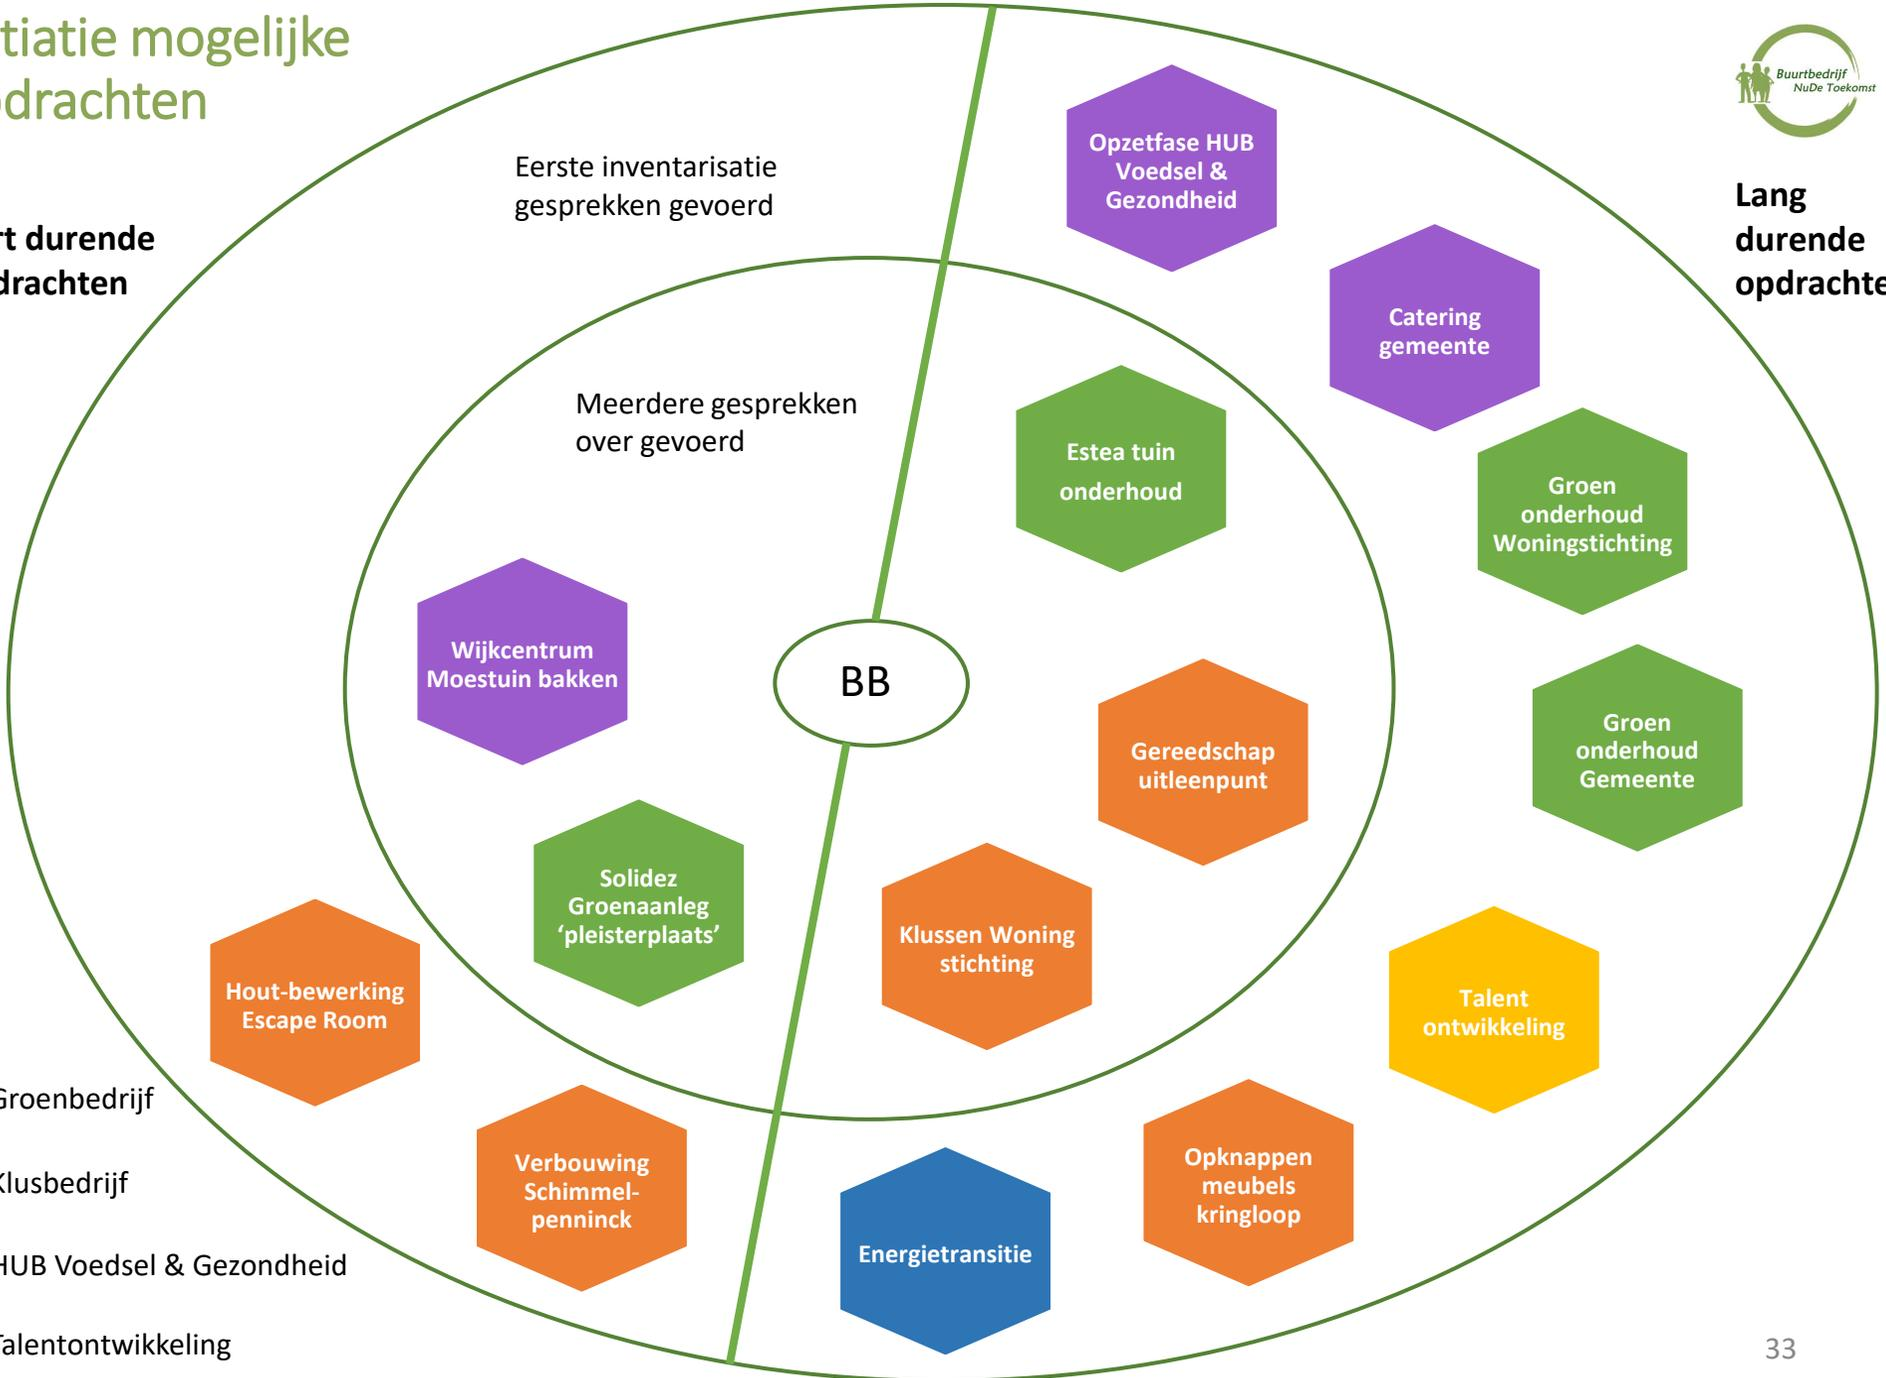 tiatie mogelijke
drachten
Buurtbedrijf
NuDe Toekomst
rt durende
drachten
Lang
durende
opdrachte
Eerste inventarisatie
gesprekken gevoerd
Meerdere gesprekken
over gevoerd
Opzetfase HUB
Voedsel &
Gezondheid
Catering
gemeente
Estea tuin
onderhoud
Groen
onderhoud
Woningstichting
Wijkcentrum
Moestuin bakken
BB
Gereedschap
uitleenpunt
Groen
onderhoud
Gemeente
Solidez
Groenaanleg
‘pleisterplaats’
Klussen Woning
stichting
Hout-bewerking
Escape Room
Talent
ontwikkeling
Verbouwing
Schimmel-
penninck
Energietransitie
Opknappen
meubels
kringloop
Groenbedrijf
Klusbedrijf
HUB Voedsel & Gezondheid
Talentontwikkeling
33